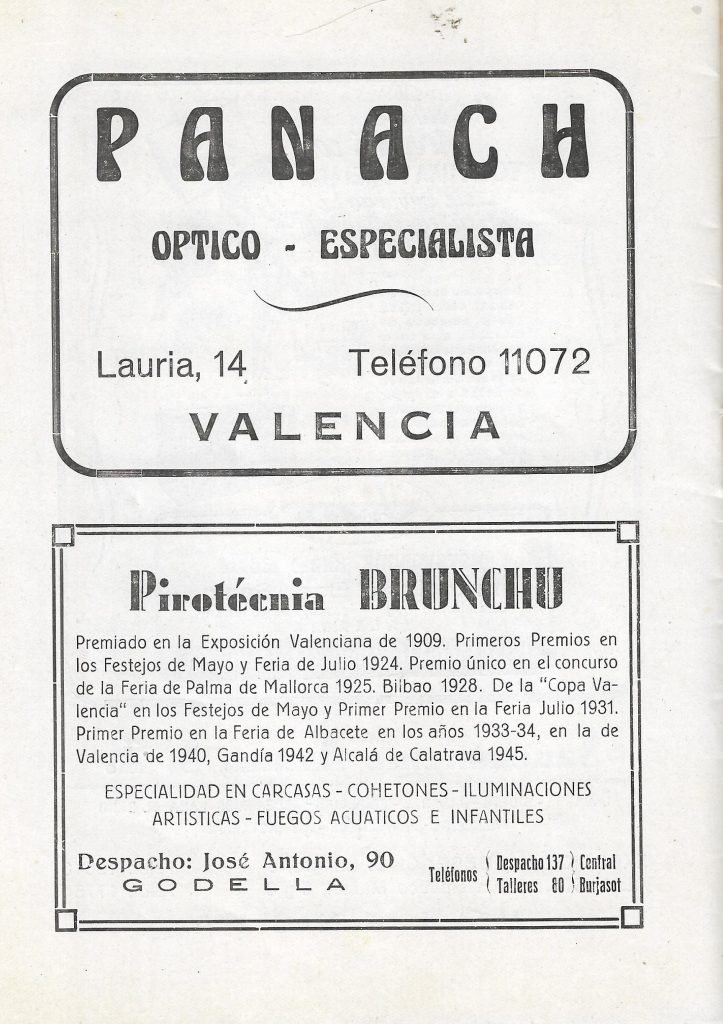 PANACH
OPTICO - ESPECIALISTA
Lauria, 14 Teléfono 11072
VALENCIA
Pirotécnia BRUNCHU
Premiado en la Exposición Valenciana de 1909. Primeros Premios en
los Festejos de Mayo y Feria de Julio 1924. Premio único en el concurso
de la Feria de Palma de Mallorca 1925. Bilbao 1928. De la "Copa Va-
lencia" en los Festejos de Mayo y Primer Premio en la Feria Julio 1931.
Primer Premio en la Feria de Albacete en los años 1933-34, en la de
Valencia de 1940, Gandía 1942 y Alcalá de Calatrava 1945.
ESPECIALIDAD EN CARCASAS - COHETONES - ILUMINACIONES
ARTISTICAS - FUEGOS ACUATICOS E INFANTILES
Despacho: José Antonio, 90
GODELLA
Teléfonos ( Despacho 137 ) Central
( Talleres 80 ) Burjasot